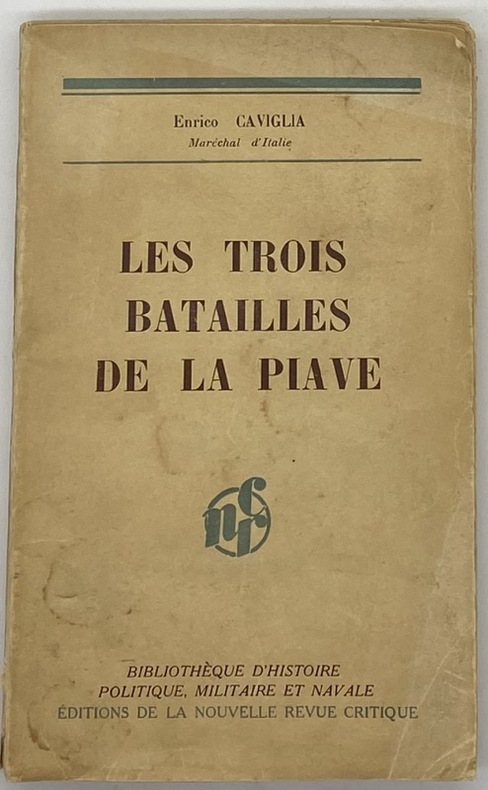 Enrico CAVIGLIA
Maréchal d'Italie
LES TROIS
BATAILLES
DE LA PIAVE
nrc
BIBLIOTHÈQUE D'HISTOIRE
POLITIQUE, MILITAIRE ET NAVALE
ÉDITIONS DE LA NOUVELLE REVUE CRITIQUE